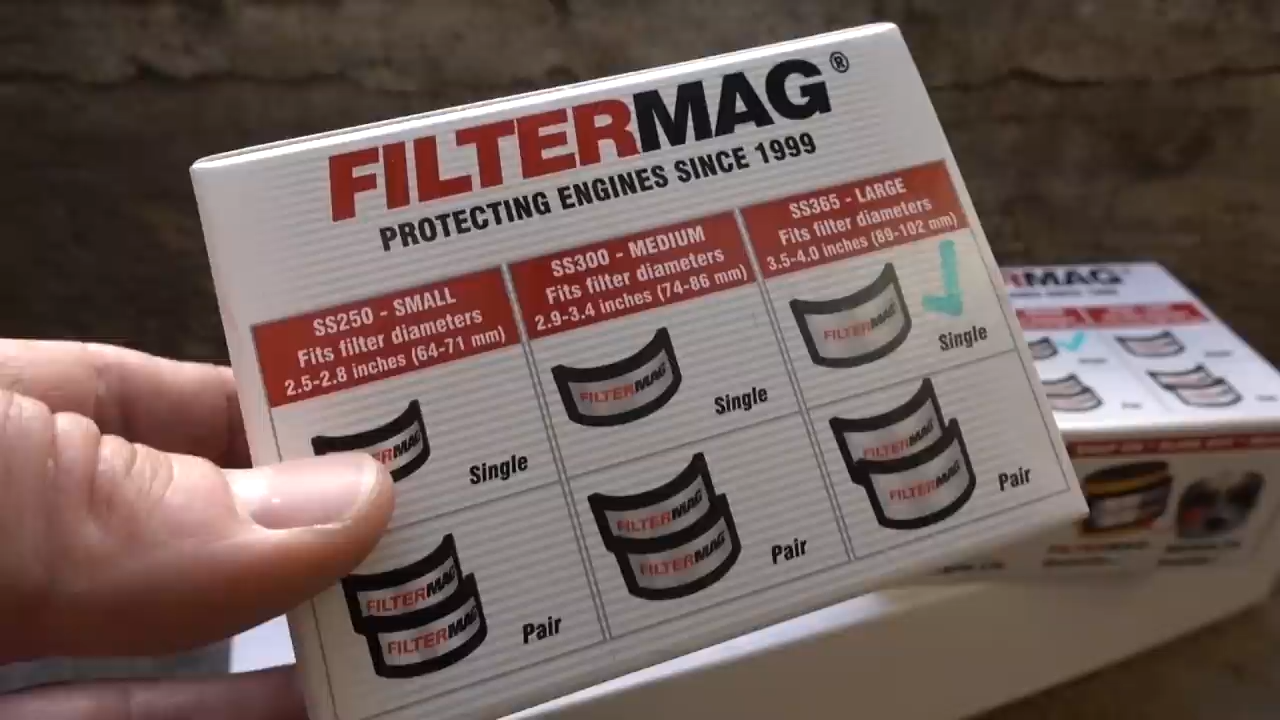 FILTERMAG®
PROTECTING ENGINES SINCE 1999
SS250 - SMALL
Fits filter diameters
2.5-2.8 inches (64-71 mm)
SS300 - MEDIUM
Fits filter diameters
2.9-3.4 inches (74-86 mm)
SS365 - LARGE
Fits filter diameters
3.5-4.0 inches (89-102 mm)
ERMAG
Single
FILTERMAG
Single
FILTERMAG
Single
FILTERMAG
FILTERMAG
Pair
FILTERMAG
FILTERMAG
Pair
FILTERMAG
FILTERMAG
Pair
RMAG